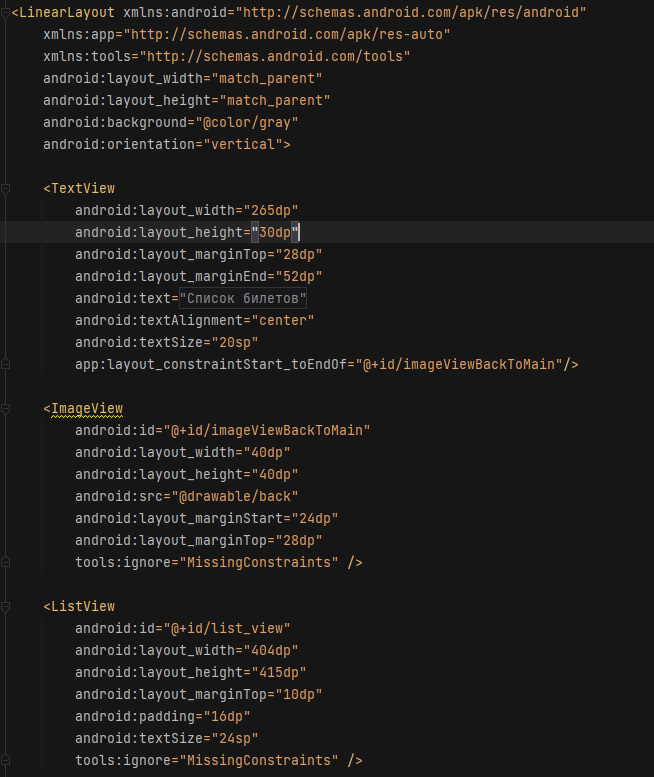 <LinearLayout xmlns:android="http://schemas.android.com/apk/res/android"
    xmlns:app="http://schemas.android.com/apk/res-auto"
    xmlns:tools="http://schemas.android.com/tools"
    android:layout_width="match_parent"
    android:layout_height="match_parent"
    android:background="@color/gray"
    android:orientation="vertical">

    <TextView
        android:layout_width="265dp"
        android:layout_height="30dp"
        android:layout_marginTop="28dp"
        android:layout_marginEnd="52dp"
        android:text="Список билетов"
        android:textAlignment="center"
        android:textSize="20sp"
        app:layout_constraintStart_toEndOf="@+id/imageViewBackToMain"/>

    <ImageView
        android:id="@+id/imageViewBackToMain"
        android:layout_width="40dp"
        android:layout_height="40dp"
        android:src="@drawable/back"
        android:layout_marginStart="24dp"
        android:layout_marginTop="28dp"
        tools:ignore="MissingConstraints" />

    <ListView
        android:id="@+id/list_view"
        android:layout_width="404dp"
        android:layout_height="415dp"
        android:layout_marginTop="10dp"
        android:padding="16dp"
        android:textSize="24sp"
        tools:ignore="MissingConstraints" />